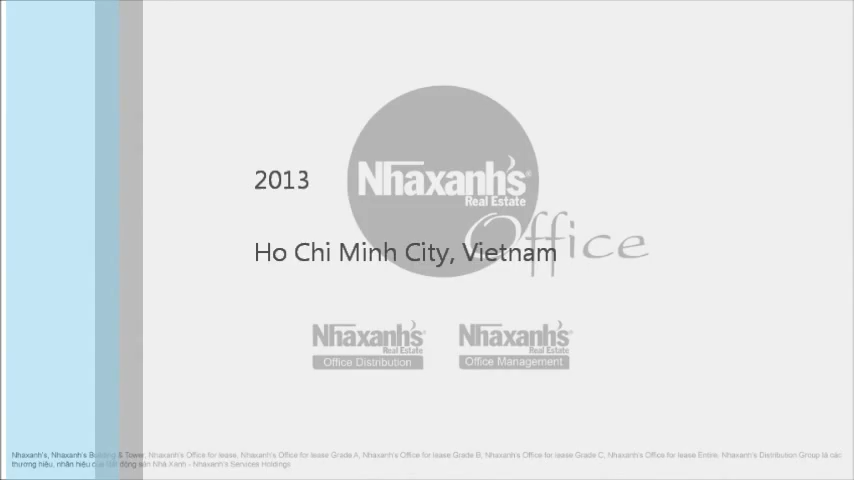 2013
Nhaxanh's®
Real Estate
Office
Ho Chi Minh City, Vietnam
Nhaxanh's® Nhaxanh's®
Real Estate Real Estate
Office Distribution Office Management
Nhaxanh's, Nhaxanh's Building & Tower, Nhaxanh's Office for lease, Nhaxanh's Office for lease Grade A, Nhaxanh's Office for lease Grade B, Nhaxanh's Office for lease Grade C, Nhaxanh's Office for lease Entire, Nhaxanh's Distribution Group là các
thương hiệu, nhãn hiệu của bất động sản Nhà Xanh - Nhaxanh's Services Holdings